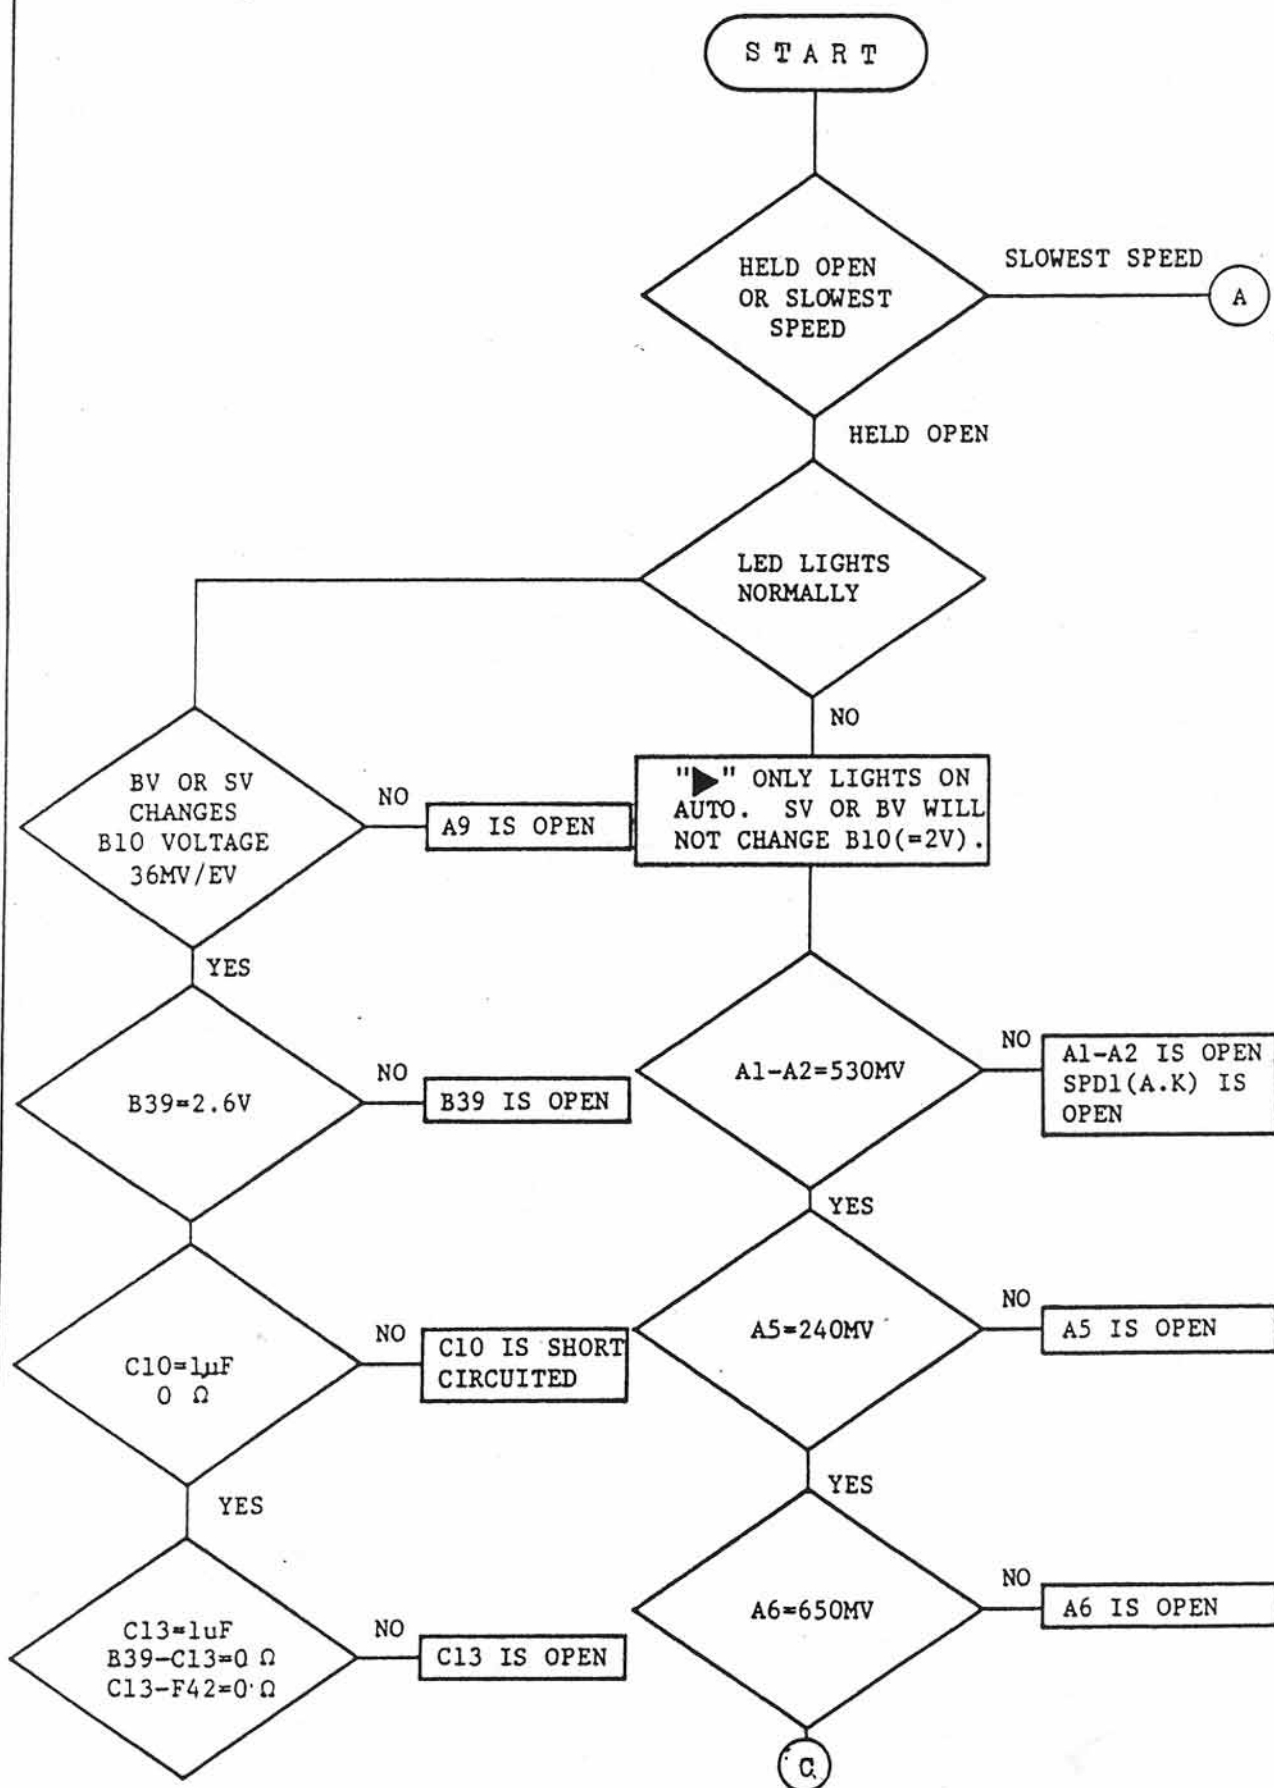 START
HELD OPEN
OR SLOWEST
SPEED
SLOWEST SPEED
A
HELD OPEN
LED LIGHTS
NORMALLY
NO
"▶" ONLY LIGHTS ON
AUTO. SV OR BV WILL
NOT CHANGE B10(=2V).
BV OR SV
CHANGES
B10 VOLTAGE
36MV/EV
NO
A9 IS OPEN
YES
B39=2.6V
NO
B39 IS OPEN
A1-A2=530MV
NO
A1-A2 IS OPEN
SPD1(A.K) IS
OPEN
YES
C10=1µF
0 Ω
NO
C10 IS SHORT
CIRCUITED
A5=240MV
NO
A5 IS OPEN
YES
YES
C13=1uF
B39-C13=0 Ω
C13-F42=0 Ω
NO
C13 IS OPEN
A6=650MV
NO
A6 IS OPEN
C